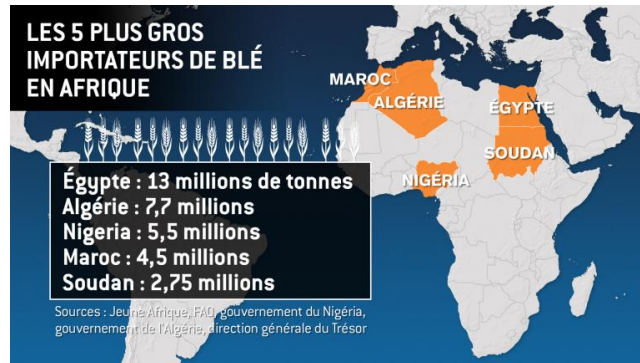 LES 5 PLUS GROS
IMPORTATEURS DE BLÉ
EN AFRIQUE
MAROC
ALGÉRIE
ÉGYPTE
SOUDAN
NIGÉRIA
Égypte : 13 millions de tonnes
Algérie : 7,7 millions
Nigeria : 5,5 millions
Maroc : 4,5 millions
Soudan : 2,75 millions
Sources : Jeune Afrique, FAO, gouvernement du Nigéria,
gouvernement de l'Algérie, direction générale du Trésor